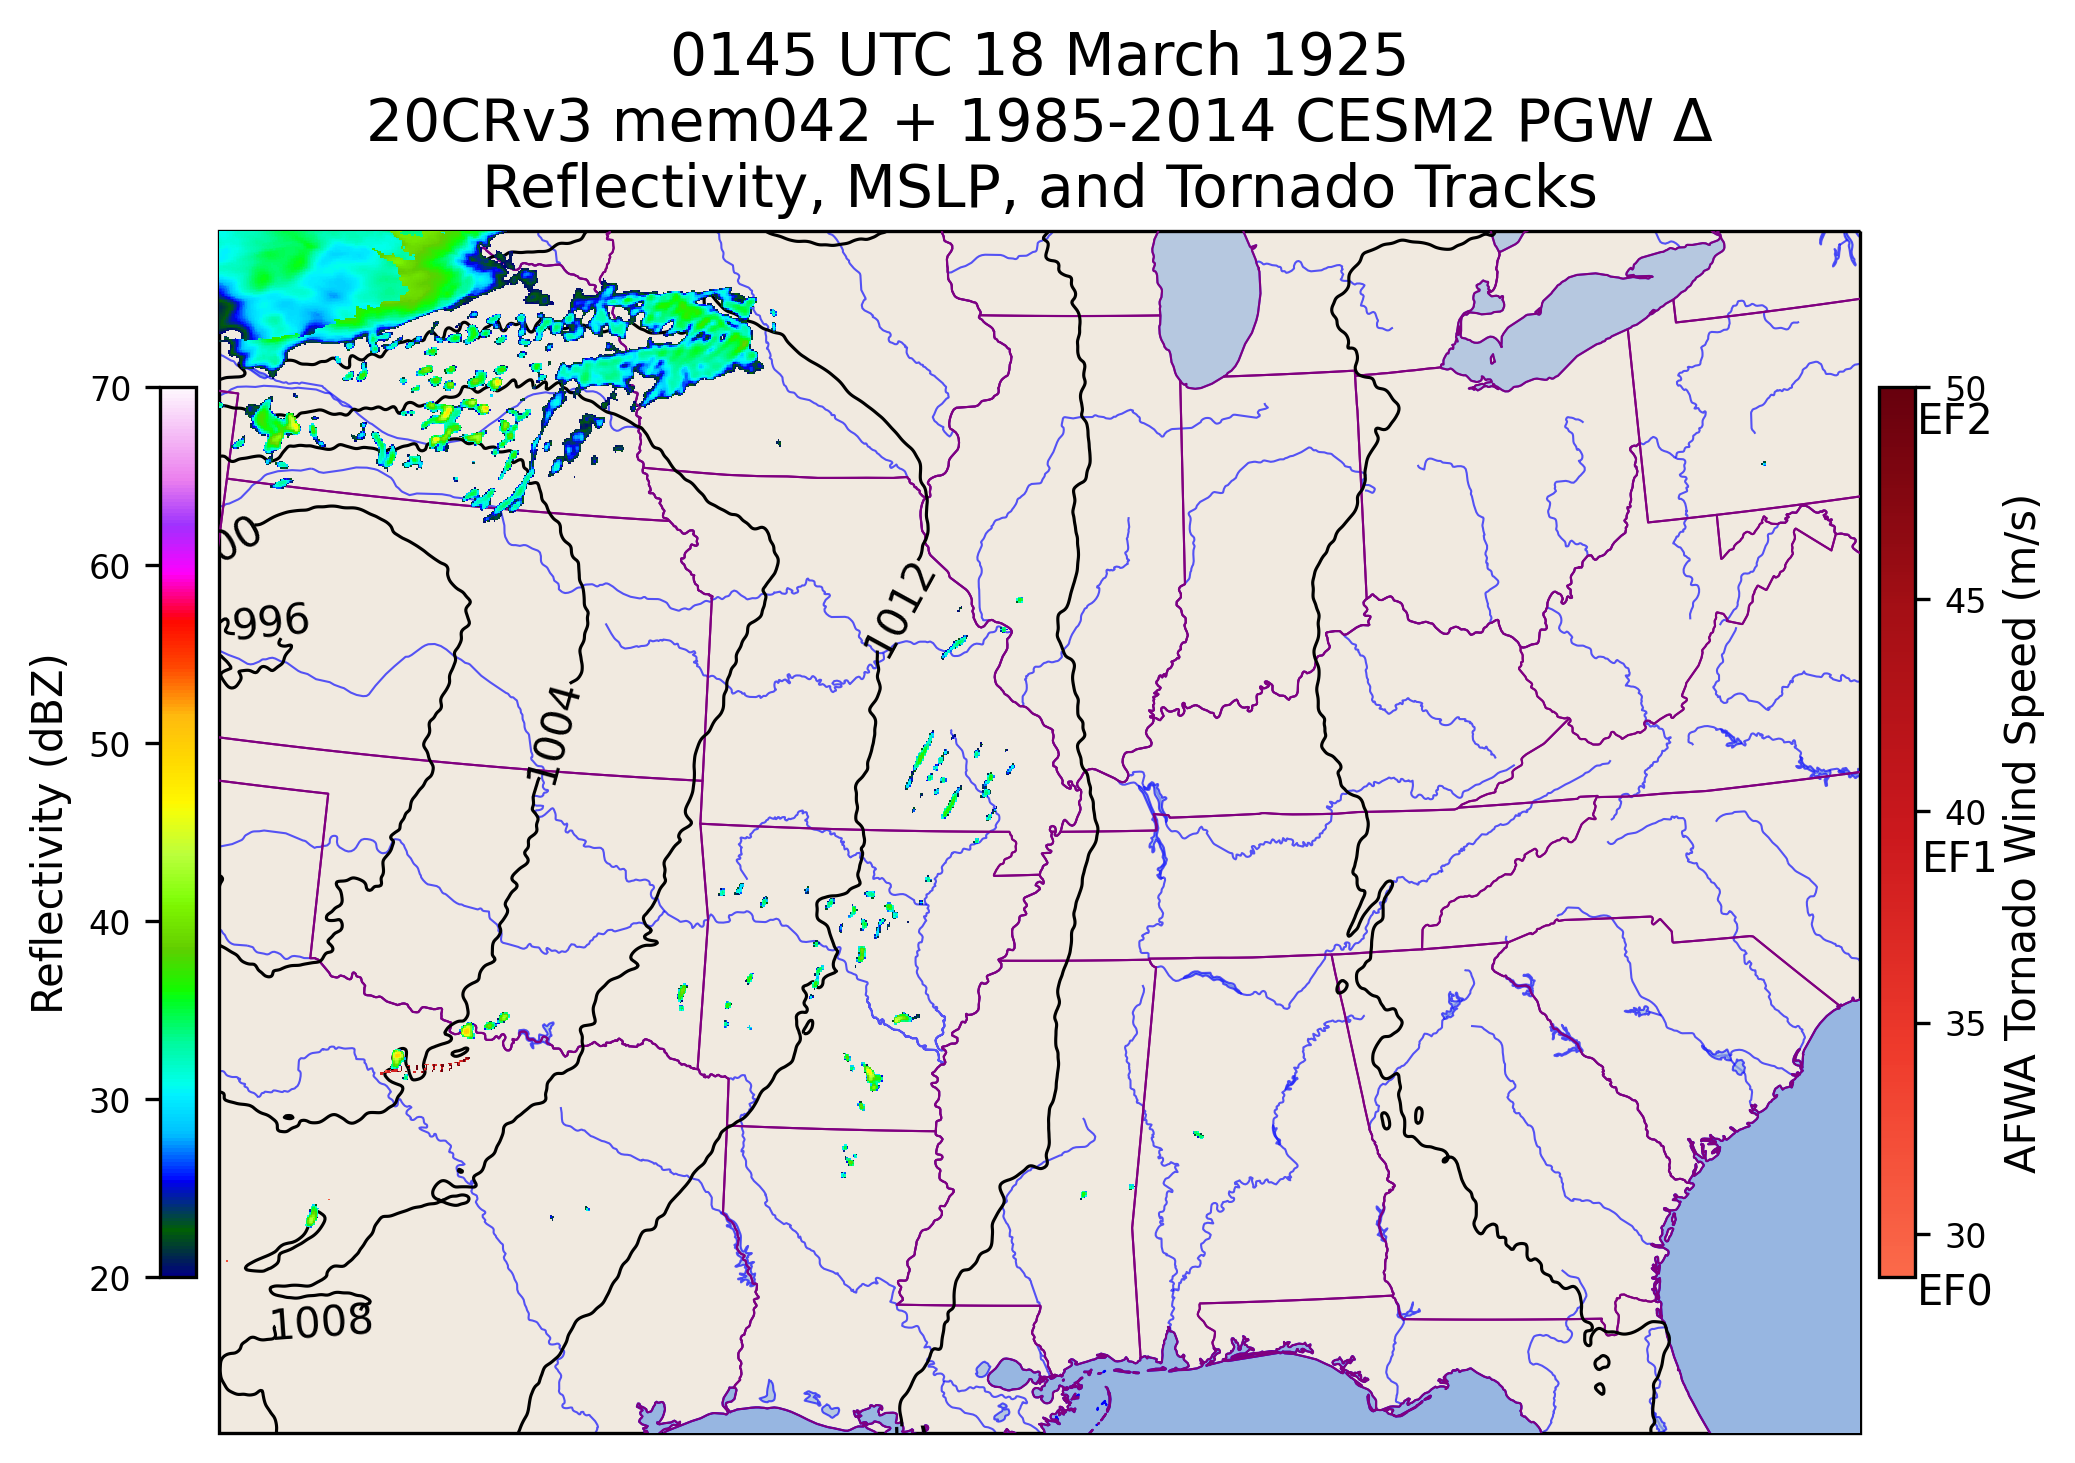 0145 UTC 18 March 1925
20CRv3 mem042 + 1985-2014 CESM2 PGW Δ
Reflectivity, MSLP, and Tornado Tracks
70
60
50
40
30
20
Reflectivity (dBZ)
00
996
1004
1012
1008
50
EF2
45
40
EF1
35
30
EF0
AFWA Tornado Wind Speed (m/s)